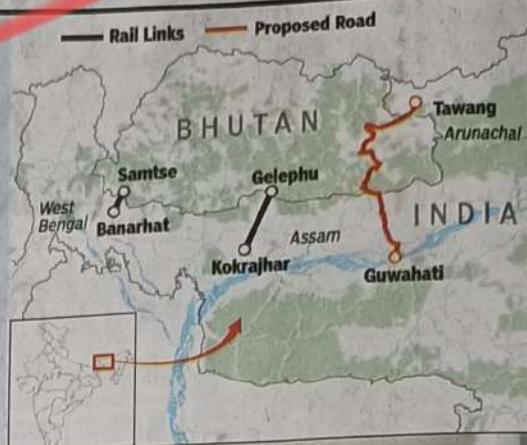 Rail Links
Proposed Road
BHUTAN
Tawang
Arunachal
Samtse
Gelephu
West
Bengal
Banarhat
INDIA
Assam
Kokrajhar
Guwahati